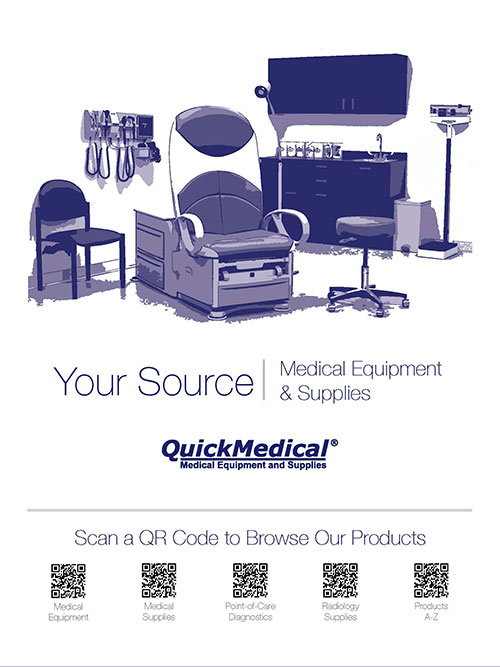 Your Source
Medical Equipment
& Supplies
QuickMedical®
Medical Equipment and Supplies
Scan a QR Code to Browse Our Products
Medical
Equipment
Medical
Supplies
Point-of-Care
Diagnostics
Radiology
Supplies
Products
A-Z